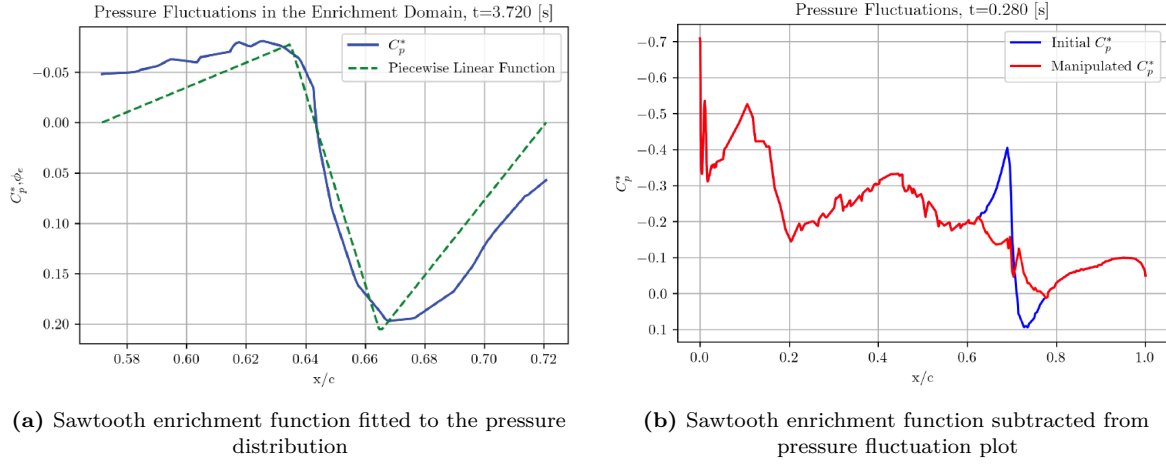 Pressure Fluctuations in the Enrichment Domain, t=3.720 [s]
C*p
Piecewise Linear Function
−0.05
0.00
0.05
0.10
0.15
0.20
C*p,ϕe
0.58 0.60 0.62 0.64 0.66 0.68 0.70 0.72
x/c
(a) Sawtooth enrichment function fitted to the pressure
distribution
Pressure Fluctuations, t=0.280 [s]
Initial C*p
Manipulated C*p
−0.7
−0.6
−0.5
−0.4
−0.3
−0.2
−0.1
0.0
0.1
C*p
0.0 0.2 0.4 0.6 0.8 1.0
x/c
(b) Sawtooth enrichment function subtracted from
pressure fluctuation plot